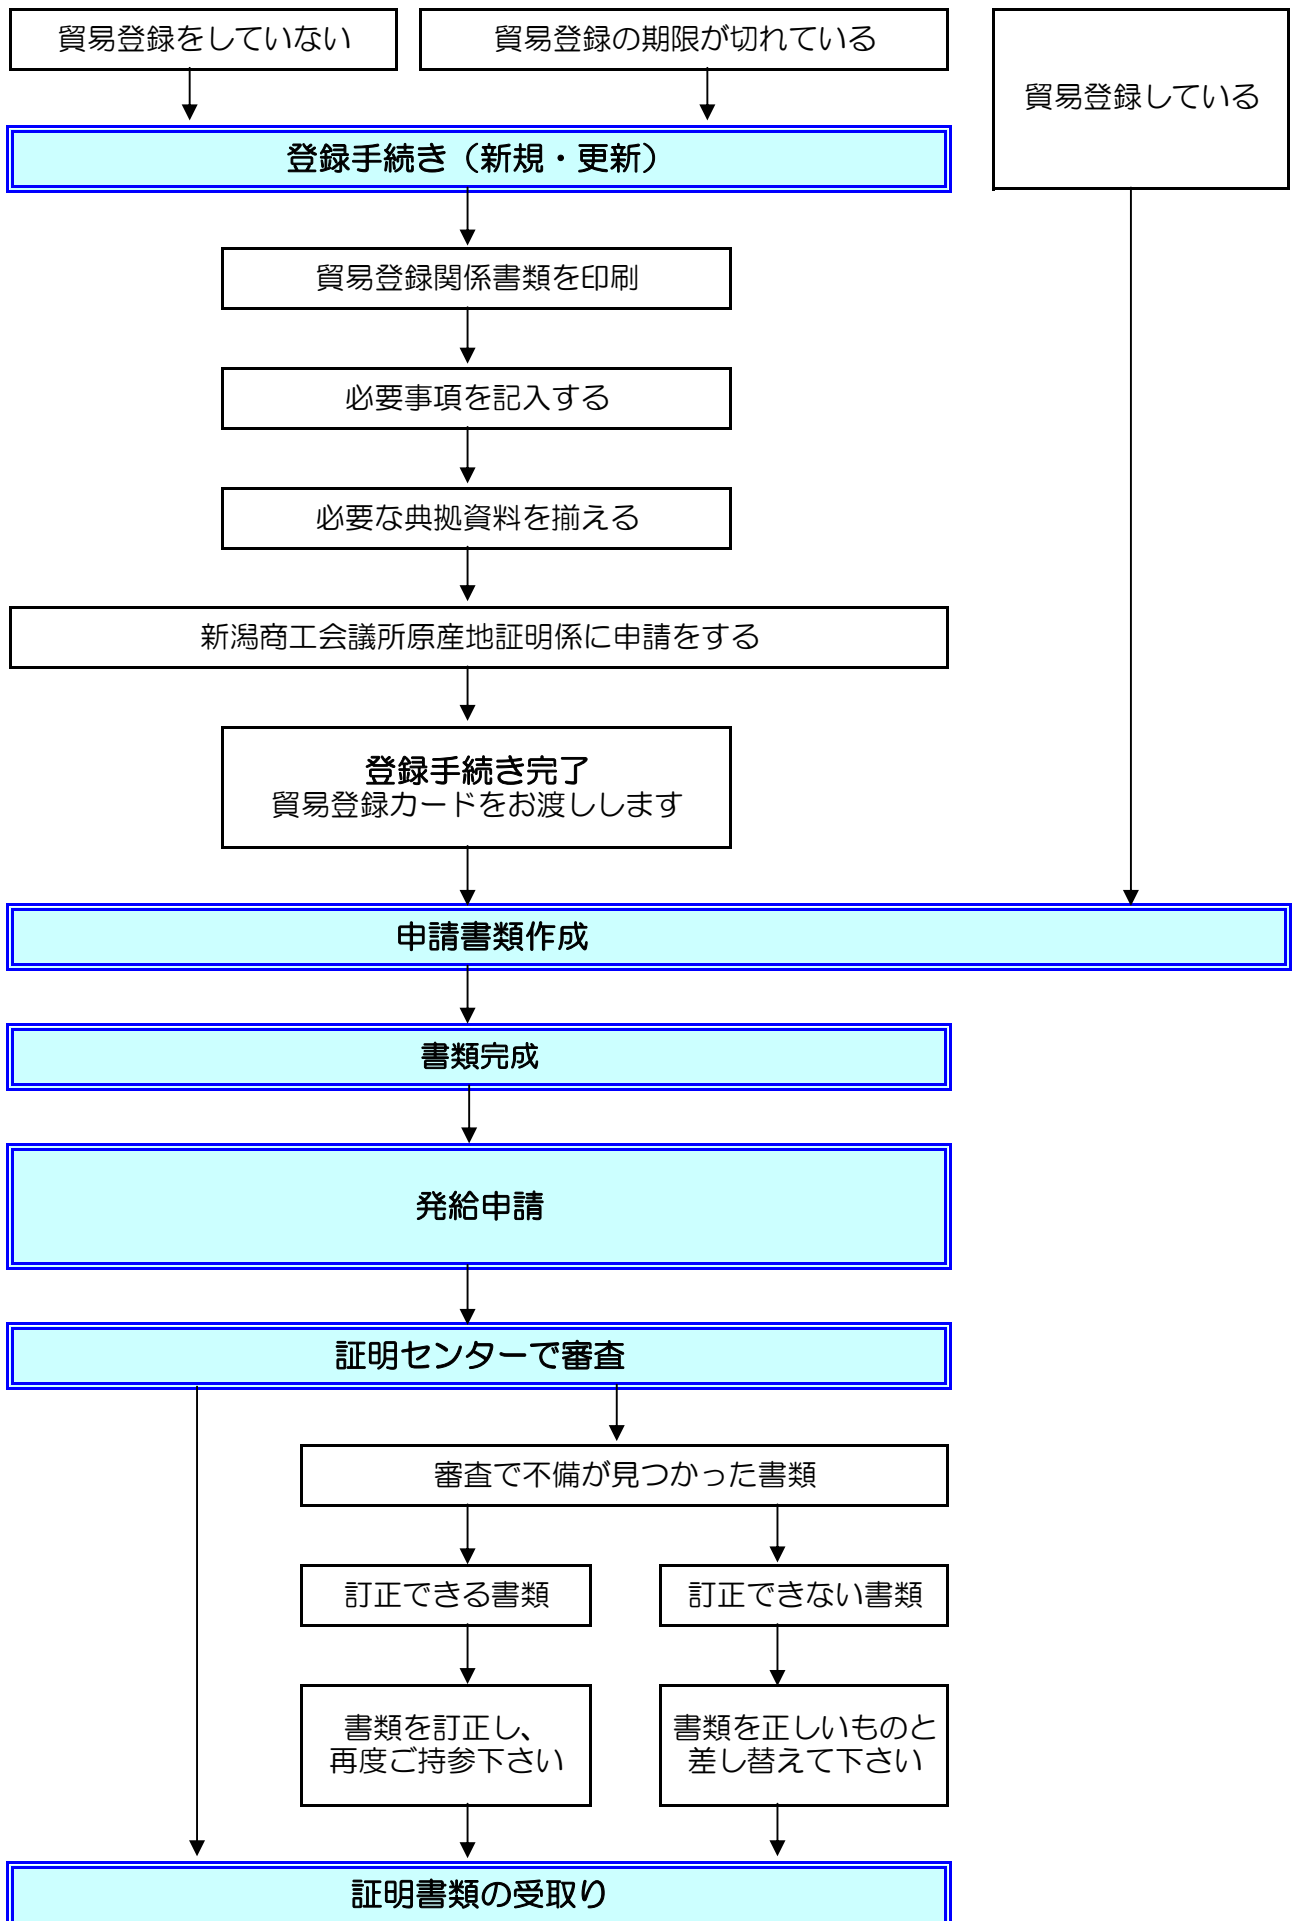 貿易登録をしていない
貿易登録の期限が切れている
貿易登録している
登録手続き（新規・更新）
貿易登録関係書類を印刷
必要事項を記入する
必要な典拠資料を揃える
新潟商工会議所原産地証明係に申請をする
登録手続き完了
貿易登録カードをお渡しします
申請書類作成
書類完成
発給申請
証明センターで審査
審査で不備が見つかった書類
訂正できる書類
訂正できない書類
書類を訂正し、
再度ご持参下さい
書類を正しいものと
差し替えて下さい
証明書類の受取り